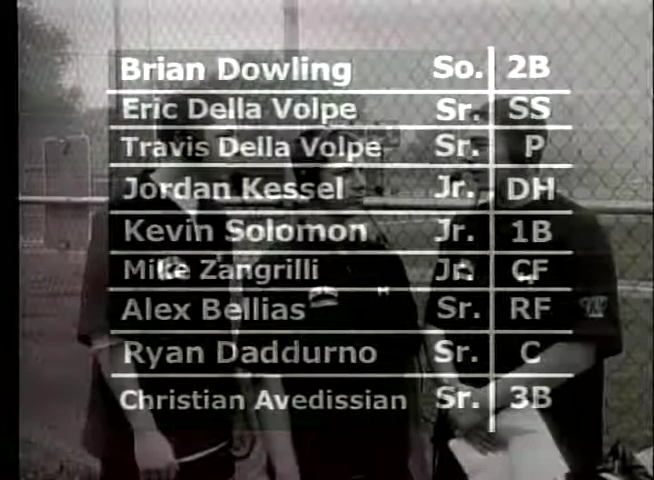 Brian Dowling So. 2B
Eric Della Volpe Sr. SS
Travis Della Volpe Sr. P
Jordan Kessel Jr. DH
Kevin Solomon Jr. 1B
Mike Zangrilli Jr. CF
Alex Bellias Sr. RF
Ryan Daddurno Sr. C
Christian Avedissian Sr. 3B